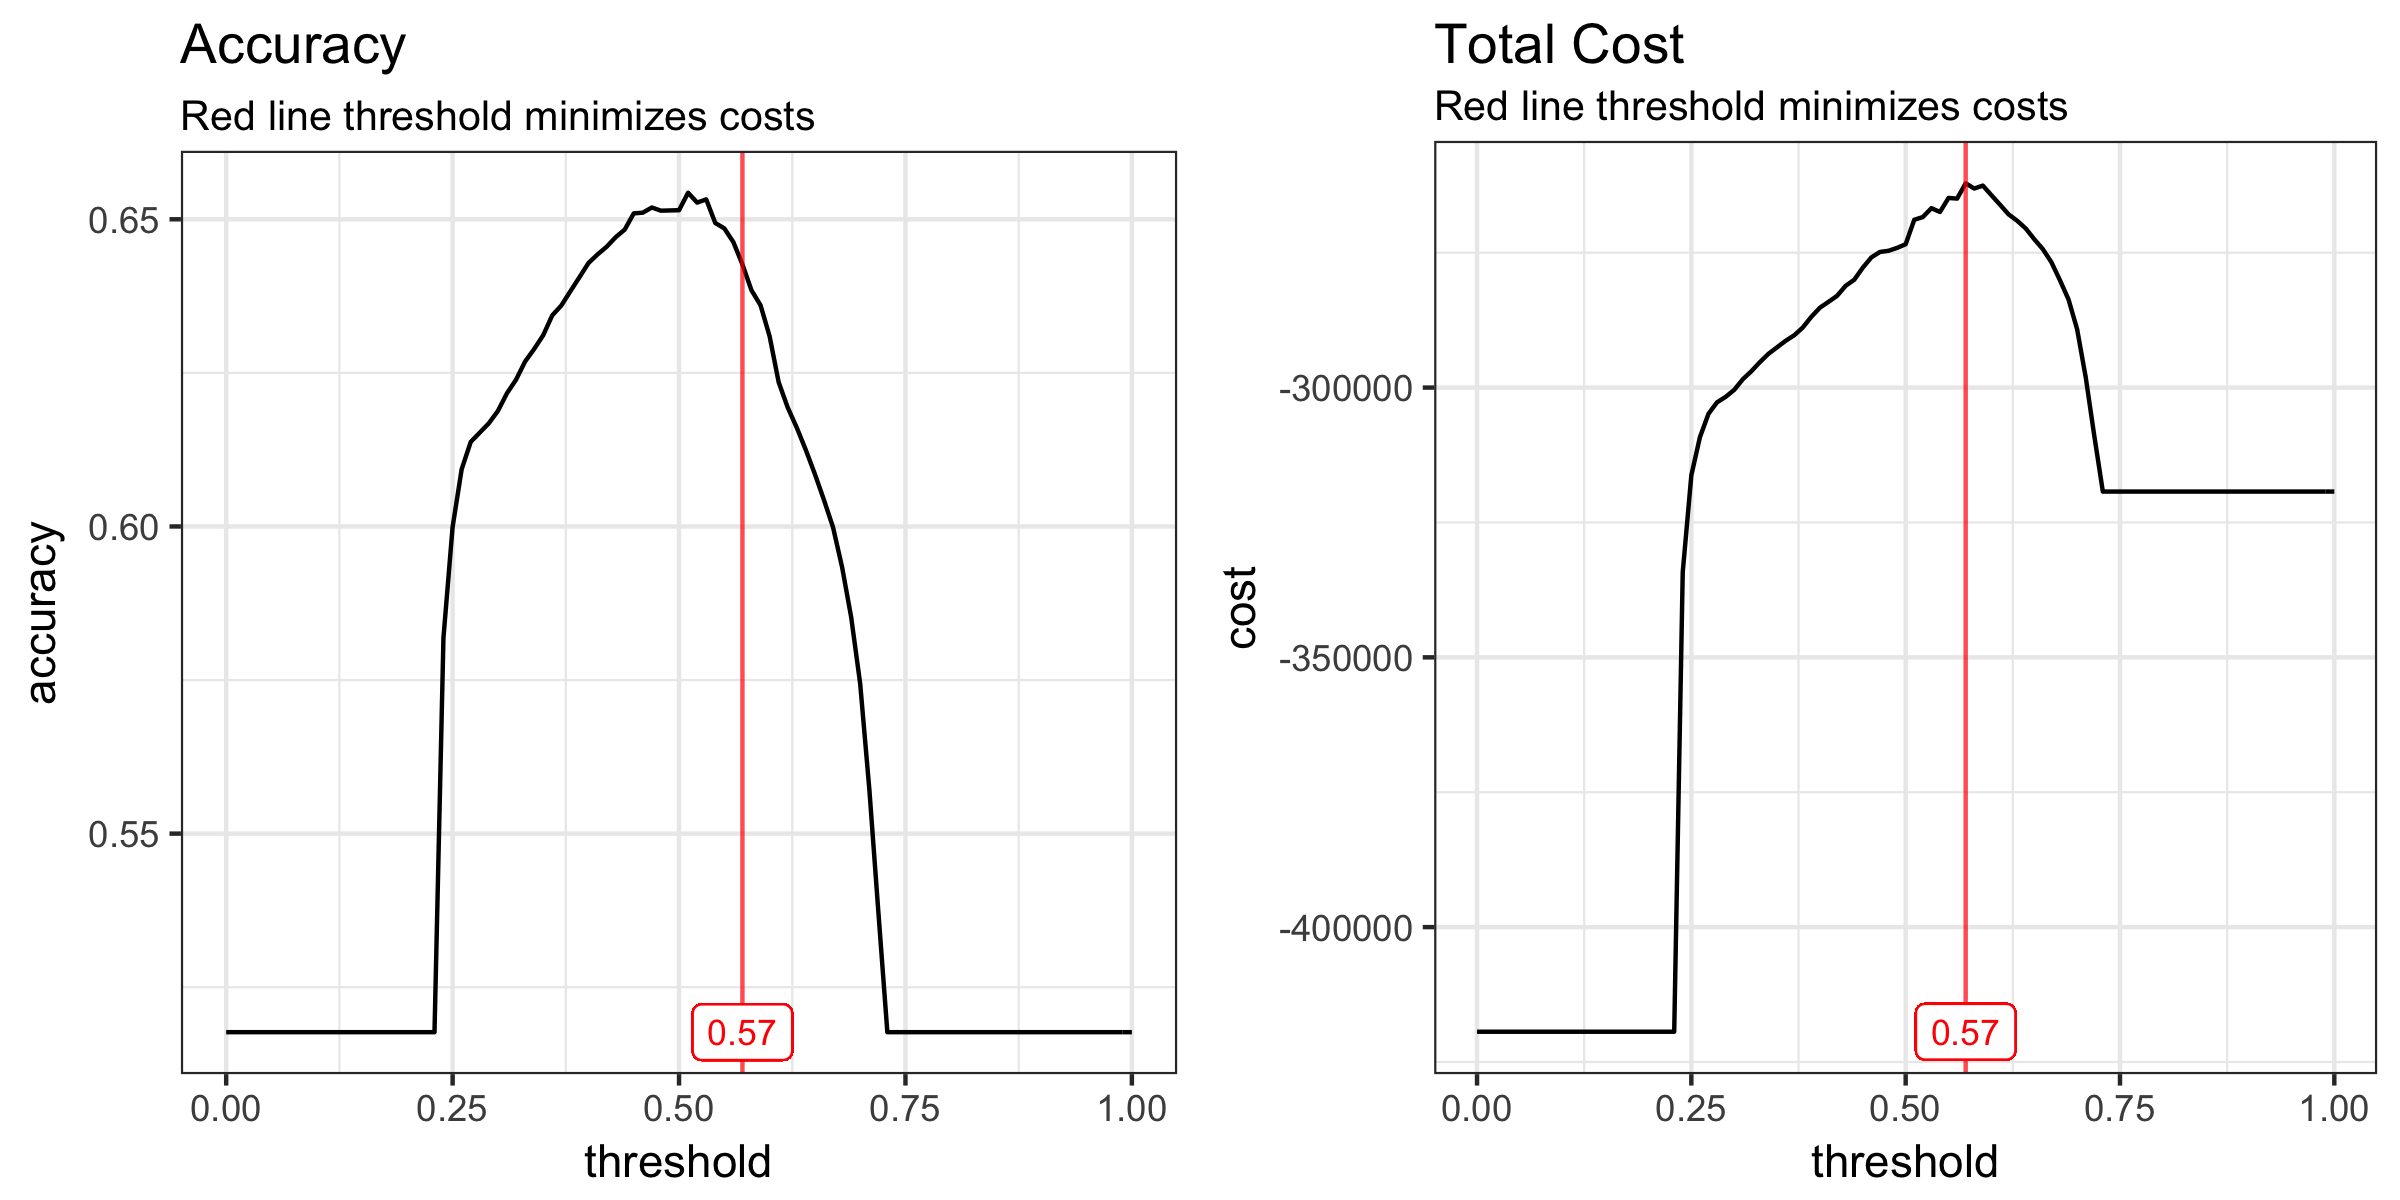 Accuracy
Red line threshold minimizes costs
accuracy
0.65
0.60
0.55
0.57
0.00 0.25 0.50 0.75 1.00
threshold
Total Cost
Red line threshold minimizes costs
cost
-300000
-350000
-400000
0.57
0.00 0.25 0.50 0.75 1.00
threshold